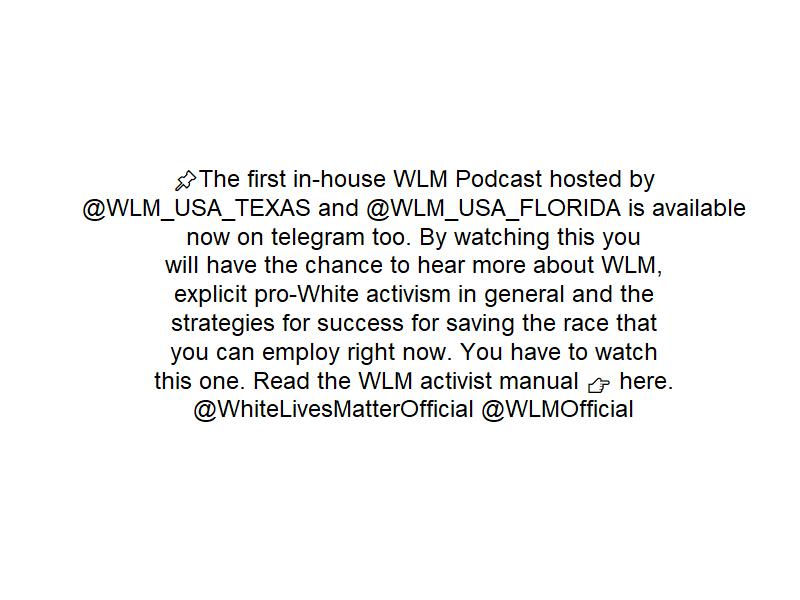 📌The first in-house WLM Podcast hosted by
@WLM_USA_TEXAS and @WLM_USA_FLORIDA is available
now on telegram too. By watching this you
will have the chance to hear more about WLM,
explicit pro-White activism in general and the
strategies for success for saving the race that
you can employ right now. You have to watch
this one. Read the WLM activist manual 👉 here.
@WhiteLivesMatterOfficial @WLMOfficial